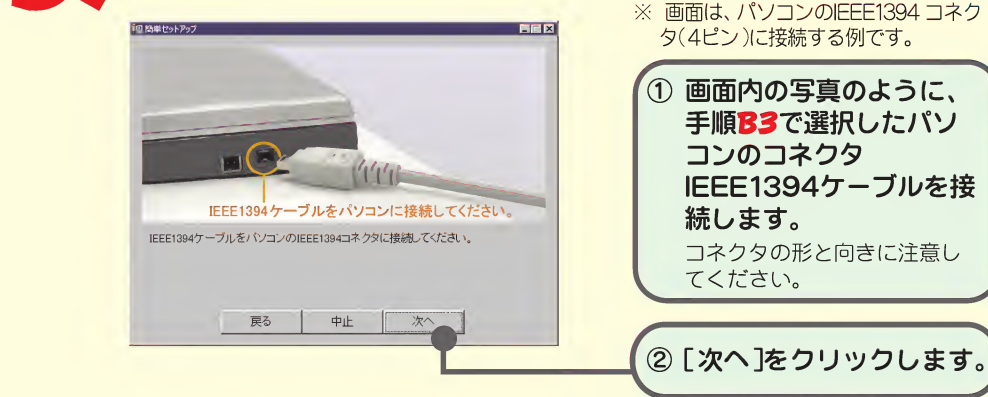 簡単セットアップ
IEEE1394ケーブルをパソコンに接続してください。
IEEE1394ケーブルをパソコンのIEEE1394コネクタに接続してください。
戻る
中止
次へ
※ 画面は、パソコンのIEEE1394 コネク
タ(4ピン)に接続する例です。
① 画面内の写真のように、
手順B3で選択したパソ
コンのコネクタ
IEEE1394ケーブルを接
続します。
コネクタの形と向きに注意し
てください。
② [次へ]をクリックします。